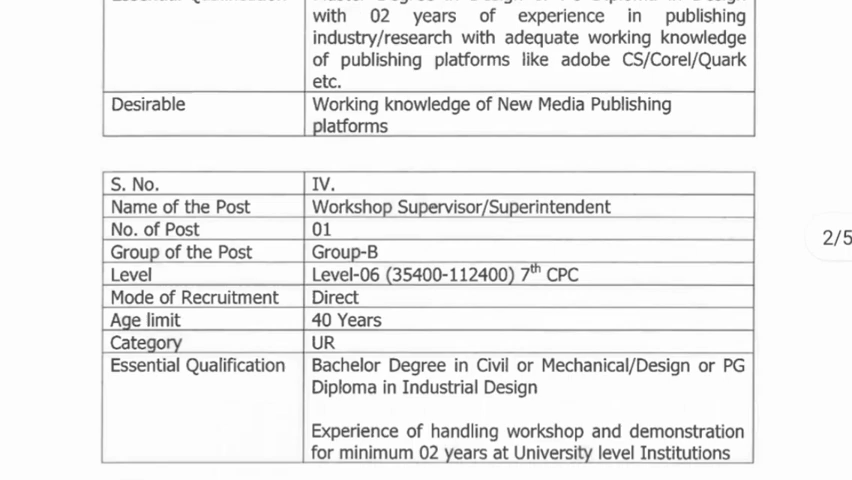 with 02 years of experience in publishing
industry/research with adequate working knowledge
of publishing platforms like adobe CS/Corel/Quark
etc.
Desirable Working knowledge of New Media Publishing
platforms
S. No. IV.
Name of the Post Workshop Supervisor/Superintendent
No. of Post 01
Group of the Post Group-B
Level Level-06 (35400-112400) 7th CPC
Mode of Recruitment Direct
Age limit 40 Years
Category UR
Essential Qualification Bachelor Degree in Civil or Mechanical/Design or PG
Diploma in Industrial Design
Experience of handling workshop and demonstration
for minimum 02 years at University level Institutions
2/5